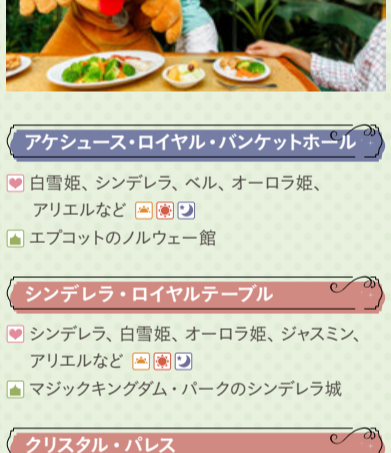 アケシュース・ロイヤル・バンケットホール
白雪姫、シンデレラ、ベル、オーロラ姫、
アリエルなど
エプコットのノルウェー館
シンデレラ・ロイヤルテーブル
シンデレラ、白雪姫、オーロラ姫、ジャスミン、
アリエルなど
マジックキングダム・パークのシンデレラ城
クリスタル・パレス